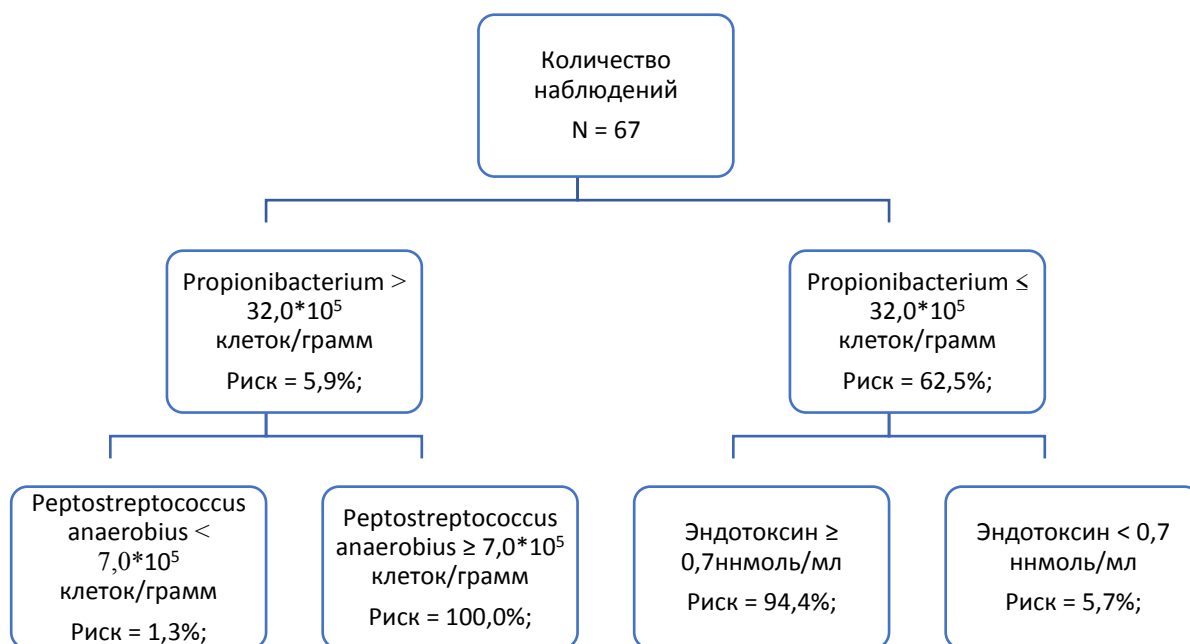 Количество
наблюдений
N = 67
Propionibacterium >
32,0*10⁵
клеток/грамм
Риск = 5,9%;
Propionibacterium ≤
32,0*10⁵
клеток/грамм
Риск = 62,5%;
Peptostreptococcus
anaerobius <
7,0*10⁵
клеток/грамм
Риск = 1,3%;
Peptostreptococcus
anaerobius ≥ 7,0*10⁵
клеток/грамм
Риск = 100,0%;
Эндотоксин ≥
0,7ннмоль/мл
Риск = 94,4%;
Эндотоксин < 0,7
ннмоль/мл
Риск = 5,7%;